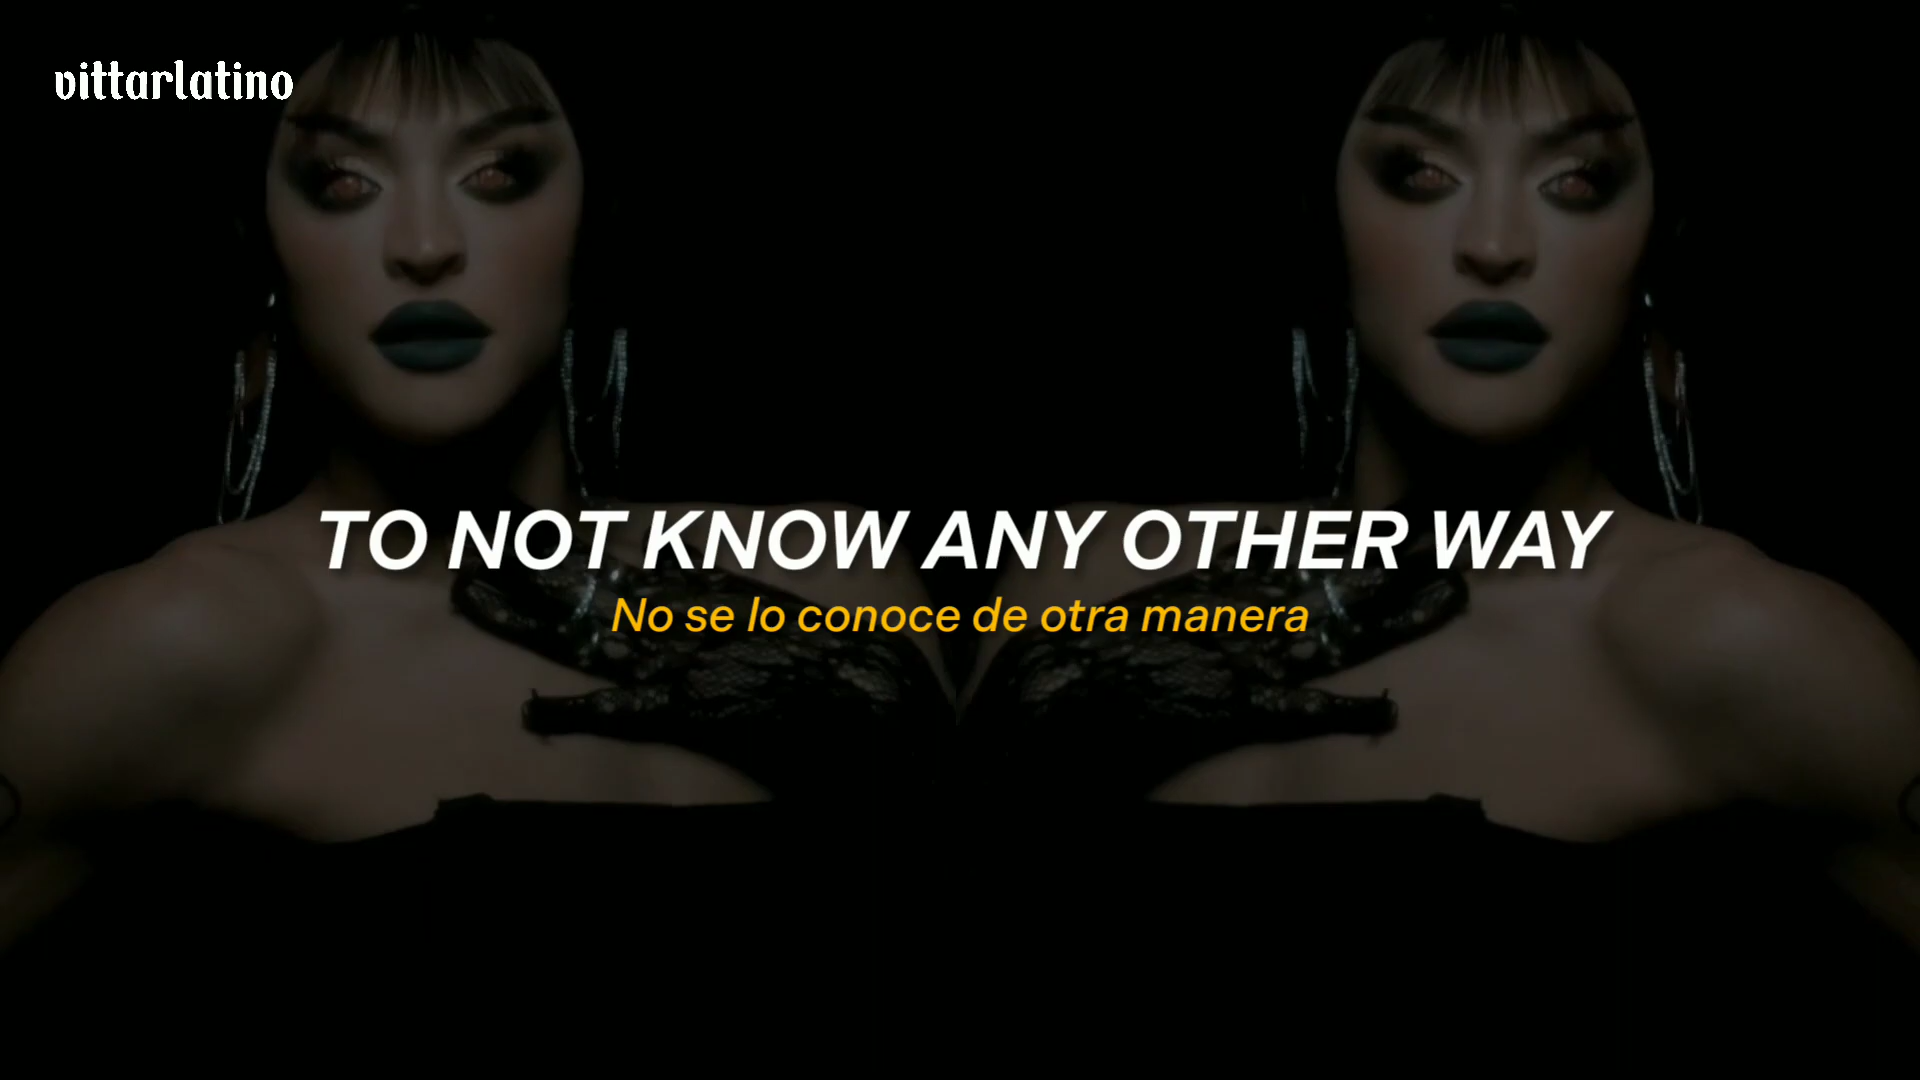 vittarlatino
TO NOT KNOW ANY OTHER WAY
No se lo conoce de otra manera